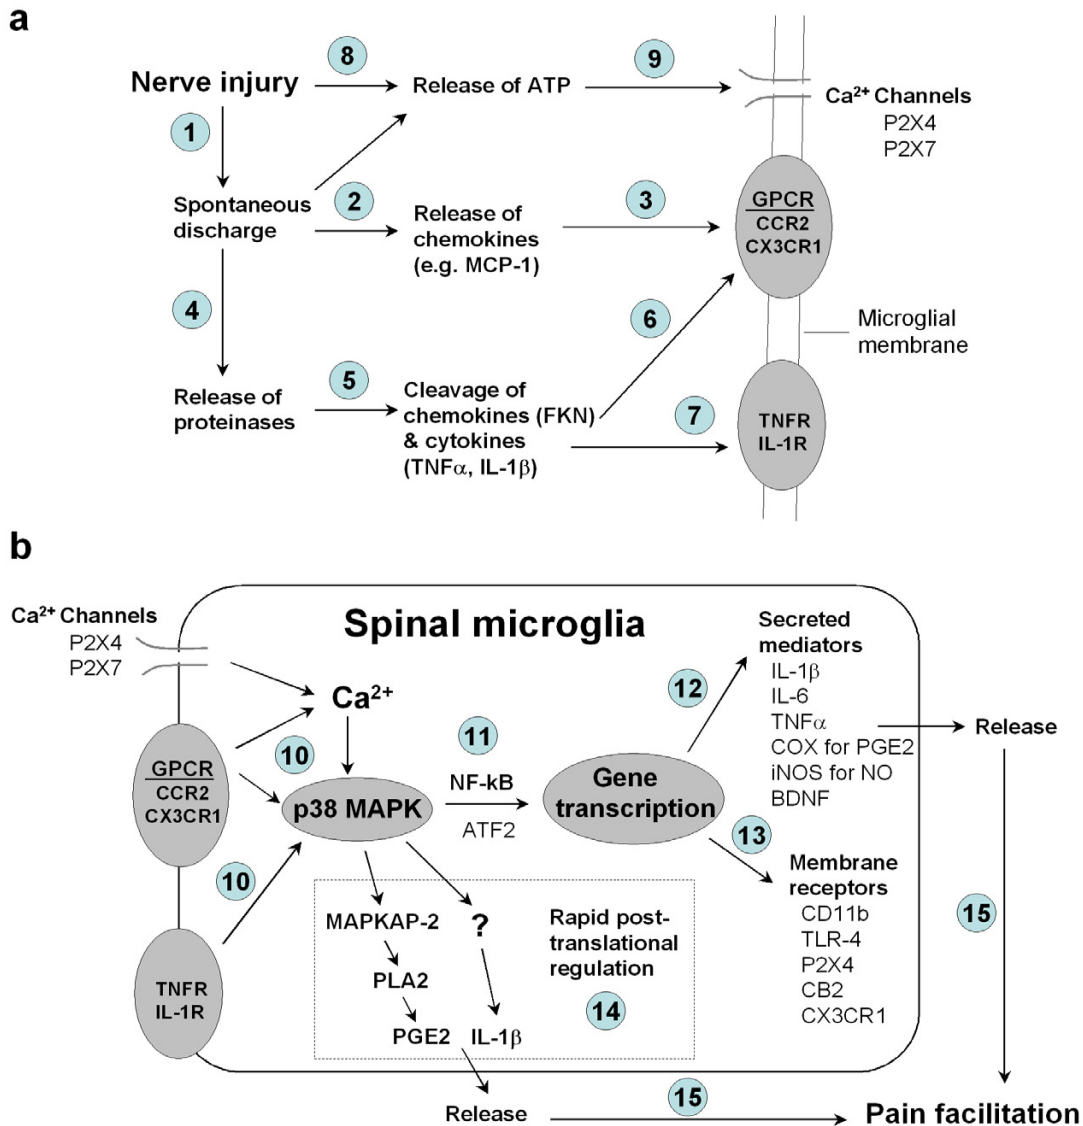 a
8
9
Nerve injury
Release of ATP
Ca²⁺ Channels
P2X4
P2X7
1
Spontaneous
discharge
2
Release of
chemokines
(e.g. MCP-1)
3
GPCR
CCR2
CX3CR1
4
6
Microglial
membrane
Release of
proteinases
5
Cleavage of
chemokines (FKN)
& cytokines
(TNFα, IL-1β)
7
TNFR
IL-1R
b
Ca²⁺ Channels
P2X4
P2X7
Spinal microglia
Secreted
mediators
IL-1β
IL-6
TNFα
COX for PGE2
iNOS for NO
BDNF
Release
Ca²⁺
12
11
10
GPCR
CCR2
CX3CR1
p38 MAPK
NF-kB
ATF2
Gene
transcription
13
Membrane
receptors
CD11b
TLR-4
P2X4
CB2
CX3CR1
10
15
MAPKAP-2
?
Rapid post-
translational
regulation
PLA2
14
PGE2
IL-1β
TNFR
IL-1R
Release
15
Pain facilitation